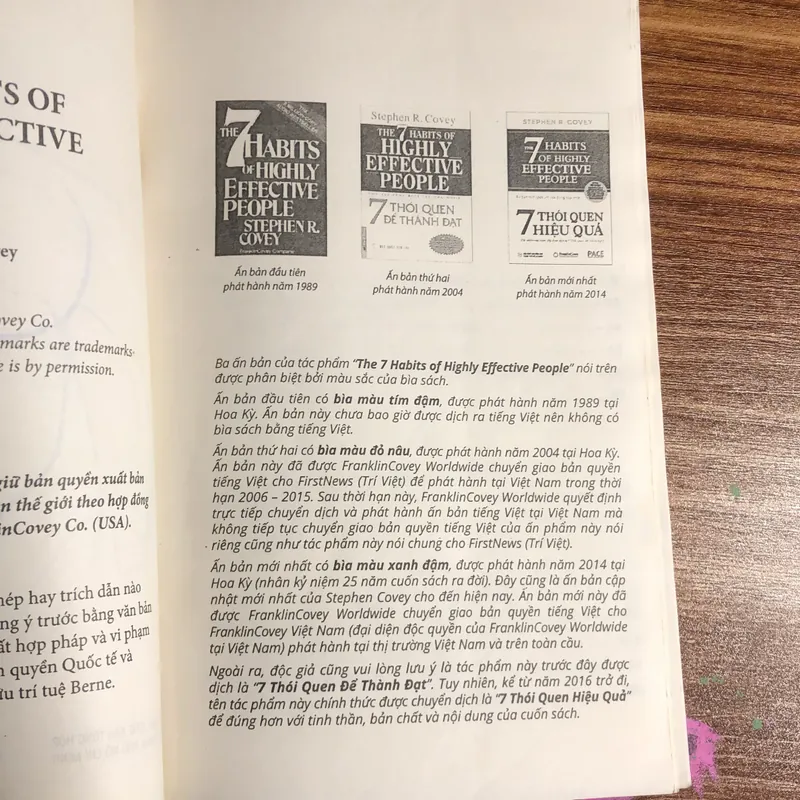 TS OF
CTIVE
vey
ovey Co.
marks are trademarks.
e is by permission.
giữ bản quyền xuất bản
n thế giới theo hợp đồng
linCovey Co. (USA).
hép hay trích dẫn nào
ng ý trước bằng văn bản
ất hợp pháp và vi phạm
n quyền Quốc tế và
ữu trí tuệ Berne.
THE 7 HABITS
OF HIGHLY
EFFECTIVE
PEOPLE
STEPHEN R.
COVEY
Ấn bản đầu tiên
phát hành năm 1989
Stephen R. Covey
THE 7 HABITS OF
HIGHLY
EFFECTIVE
PEOPLE
7 THÓI QUEN
ĐỂ THÀNH ĐẠT
Ấn bản thứ hai
phát hành năm 2004
STEPHEN R. COVEY
THE 7 HABITS
OF HIGHLY
EFFECTIVE
PEOPLE
7 THÓI QUEN
HIỆU QUẢ
PACE
Ấn bản mới nhất
phát hành năm 2014
Ba ấn bản của tác phẩm “The 7 Habits of Highly Effective People” nói trên
được phân biệt bởi màu sắc của bìa sách.
Ấn bản đầu tiên có bìa màu tím đậm, được phát hành năm 1989 tại
Hoa Kỳ. Ấn bản này chưa bao giờ được dịch ra tiếng Việt nên không có
bìa sách bằng tiếng Việt.
Ấn bản thứ hai có bìa màu đỏ nâu, được phát hành năm 2004 tại Hoa Kỳ.
Ấn bản này đã được FranklinCovey Worldwide chuyển giao bản quyền
tiếng Việt cho FirstNews (Trí Việt) để phát hành tại Việt Nam trong thời
hạn 2006 – 2015. Sau thời hạn này, FranklinCovey Worldwide quyết định
trực tiếp chuyển dịch và phát hành ấn bản tiếng Việt tại Việt Nam mà
không tiếp tục chuyển giao bản quyền tiếng Việt của ấn phẩm này nói
riêng cũng như tác phẩm này nói chung cho FirstNews (Trí Việt).
Ấn bản mới nhất có bìa màu xanh đậm, được phát hành năm 2014 tại
Hoa Kỳ (nhân kỷ niệm 25 năm cuốn sách ra đời). Đây cũng là ấn bản cập
nhật mới nhất của Stephen Covey cho đến hiện nay. Ấn bản mới này đã
được FranklinCovey Worldwide chuyển giao bản quyền tiếng Việt cho
FranklinCovey Việt Nam (đại diện độc quyền của FranklinCovey Worldwide
tại Việt Nam) phát hành tại thị trường Việt Nam và trên toàn cầu.
Ngoài ra, độc giả cũng vui lòng lưu ý là tác phẩm này trước đây được
dịch là “7 Thói Quen Để Thành Đạt”. Tuy nhiên, kể từ năm 2016 trở đi,
tên tác phẩm này chính thức được chuyển dịch là “7 Thói Quen Hiệu Quả”
để đúng hơn với tinh thần, bản chất và nội dung của cuốn sách.